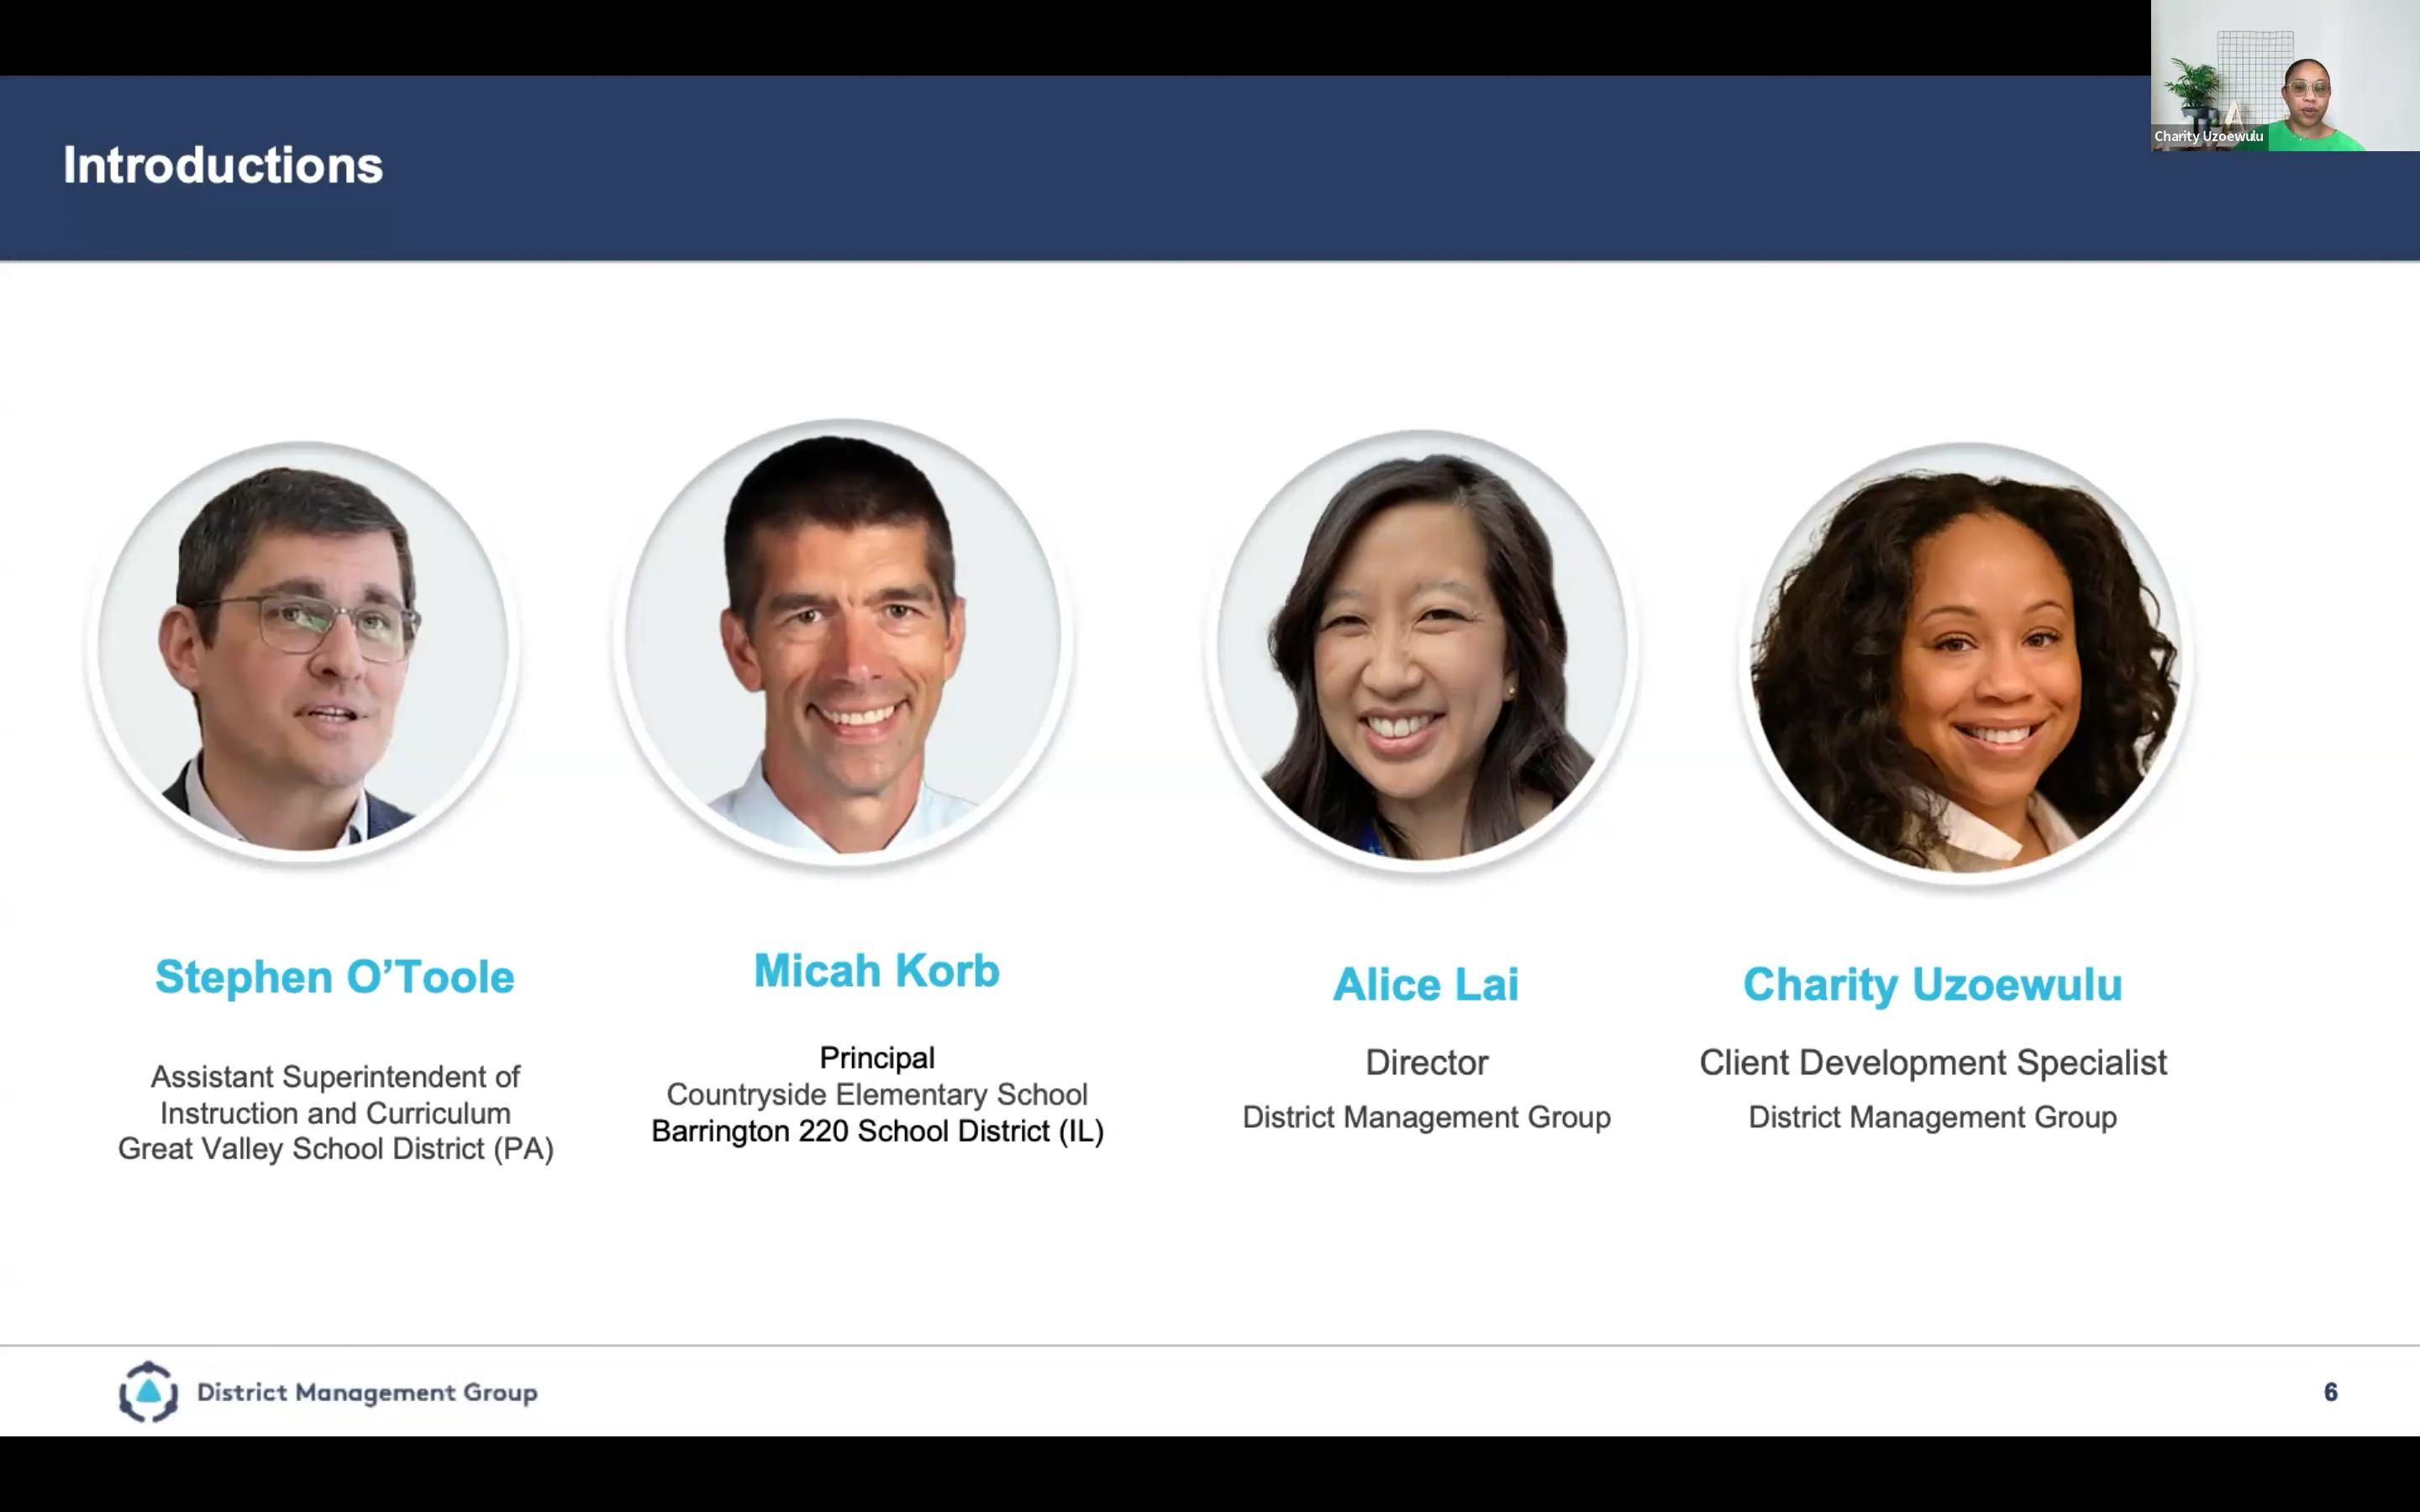 Charity Uzoewulu
Introductions
Stephen O’Toole
Assistant Superintendent of
Instruction and Curriculum
Great Valley School District (PA)
Micah Korb
Principal
Countryside Elementary School
Barrington 220 School District (IL)
Alice Lai
Director
District Management Group
Charity Uzoewulu
Client Development Specialist
District Management Group
District Management Group
6